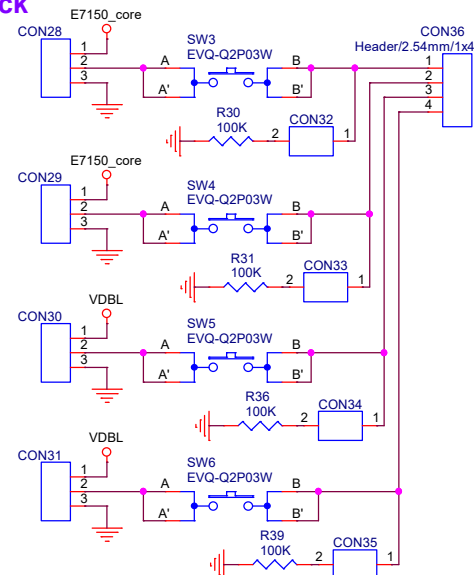 ck
E7150_core
CON28
1
2
3
A
A'
SW3
EVQ-Q2P03W
B
B'
CON36
Header/2.54mm/1x4
1
2
3
4
R30
100K
2
CON32
1
E7150_core
CON29
1
2
3
A
A'
SW4
EVQ-Q2P03W
B
B'
R31
100K
2
CON33
1
VDBL
CON30
1
2
3
A
A'
SW5
EVQ-Q2P03W
B
B'
R36
100K
2
CON34
1
VDBL
CON31
1
2
3
A
A'
SW6
EVQ-Q2P03W
B
B'
R39
100K
2
CON35
1